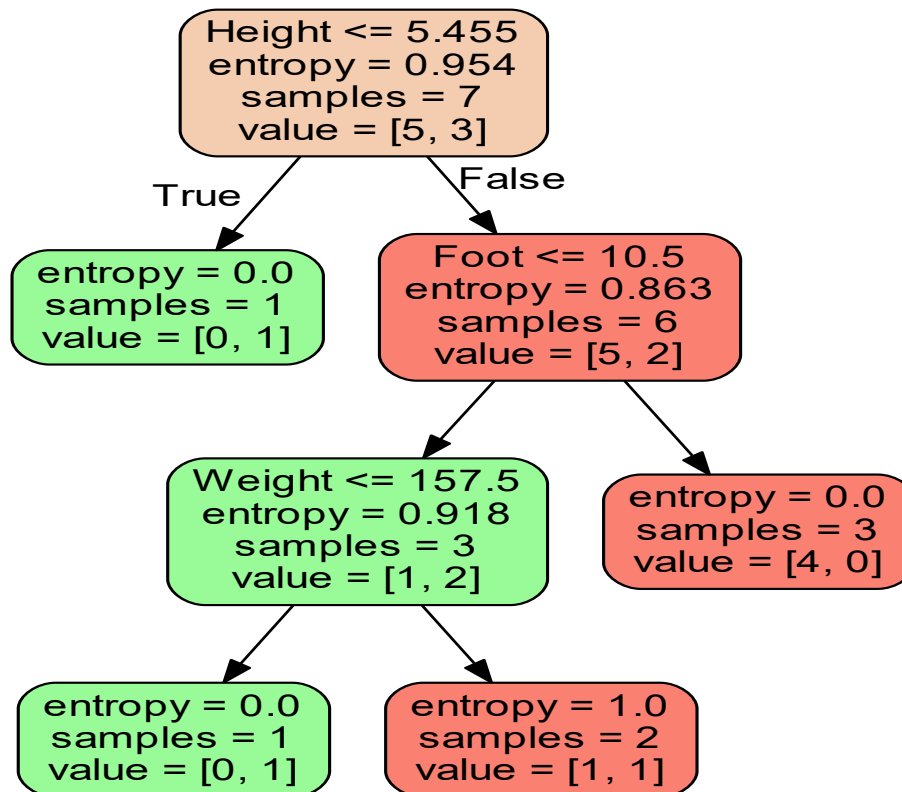 Height <= 5.455
entropy = 0.954
samples = 7
value = [5, 3]
True
False
entropy = 0.0
samples = 1
value = [0, 1]
Foot <= 10.5
entropy = 0.863
samples = 6
value = [5, 2]
Weight <= 157.5
entropy = 0.918
samples = 3
value = [1, 2]
entropy = 0.0
samples = 3
value = [4, 0]
entropy = 0.0
samples = 1
value = [0, 1]
entropy = 1.0
samples = 2
value = [1, 1]